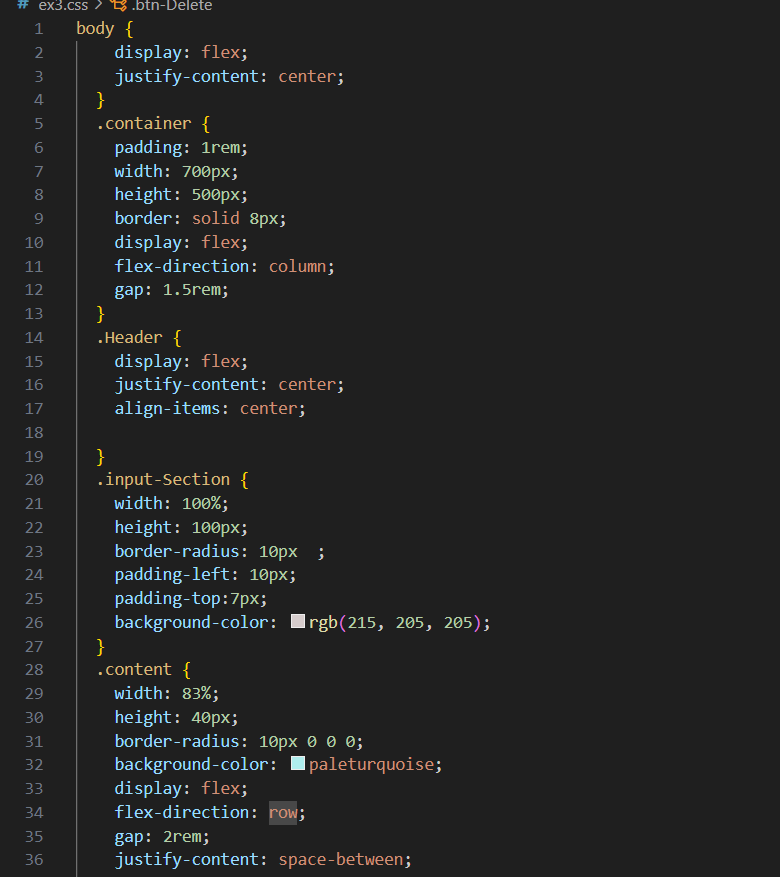 # ex3.css > .btn-Delete
1 body {
2 display: flex;
3 justify-content: center;
4 }
5 .container {
6 padding: 1rem;
7 width: 700px;
8 height: 500px;
9 border: solid 8px;
10 display: flex;
11 flex-direction: column;
12 gap: 1.5rem;
13 }
14 .Header {
15 display: flex;
16 justify-content: center;
17 align-items: center;
18
19 }
20 .input-Section {
21 width: 100%;
22 height: 100px;
23 border-radius: 10px  ;
24 padding-left: 10px;
25 padding-top:7px;
26 background-color: rgb(215, 205, 205);
27 }
28 .content {
29 width: 83%;
30 height: 40px;
31 border-radius: 10px 0 0 0;
32 background-color: paleturquoise;
33 display: flex;
34 flex-direction: row;
35 gap: 2rem;
36 justify-content: space-between;